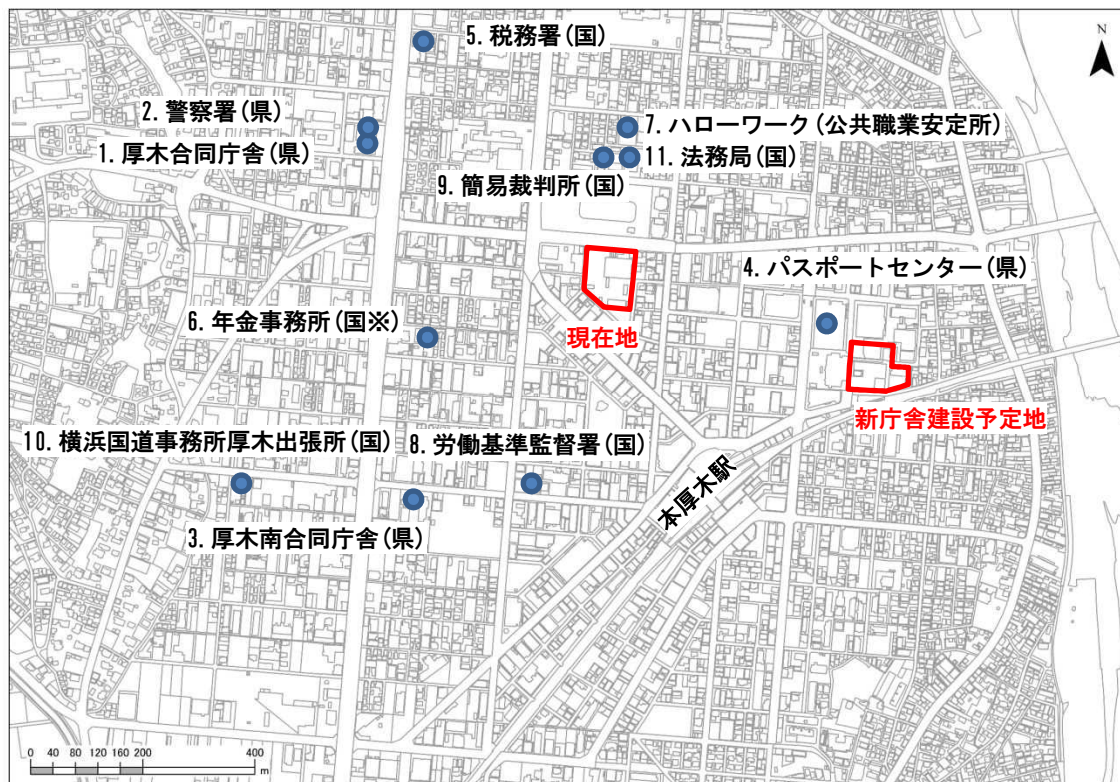 5. 税務署(国)
N
2. 警察署(県)
7. ハローワーク(公共職業安定所)
1. 厚木合同庁舎(県)
11. 法務局(国)
9. 簡易裁判所(国)
4. パスポートセンター(県)
6. 年金事務所(国※)
現在地
新庁舎建設予定地
10. 横浜国道事務所厚木出張所(国)
8. 労働基準監督署(国)
本厚木駅
3. 厚木南合同庁舎(県)
0 40 80 120 160 200 400
m